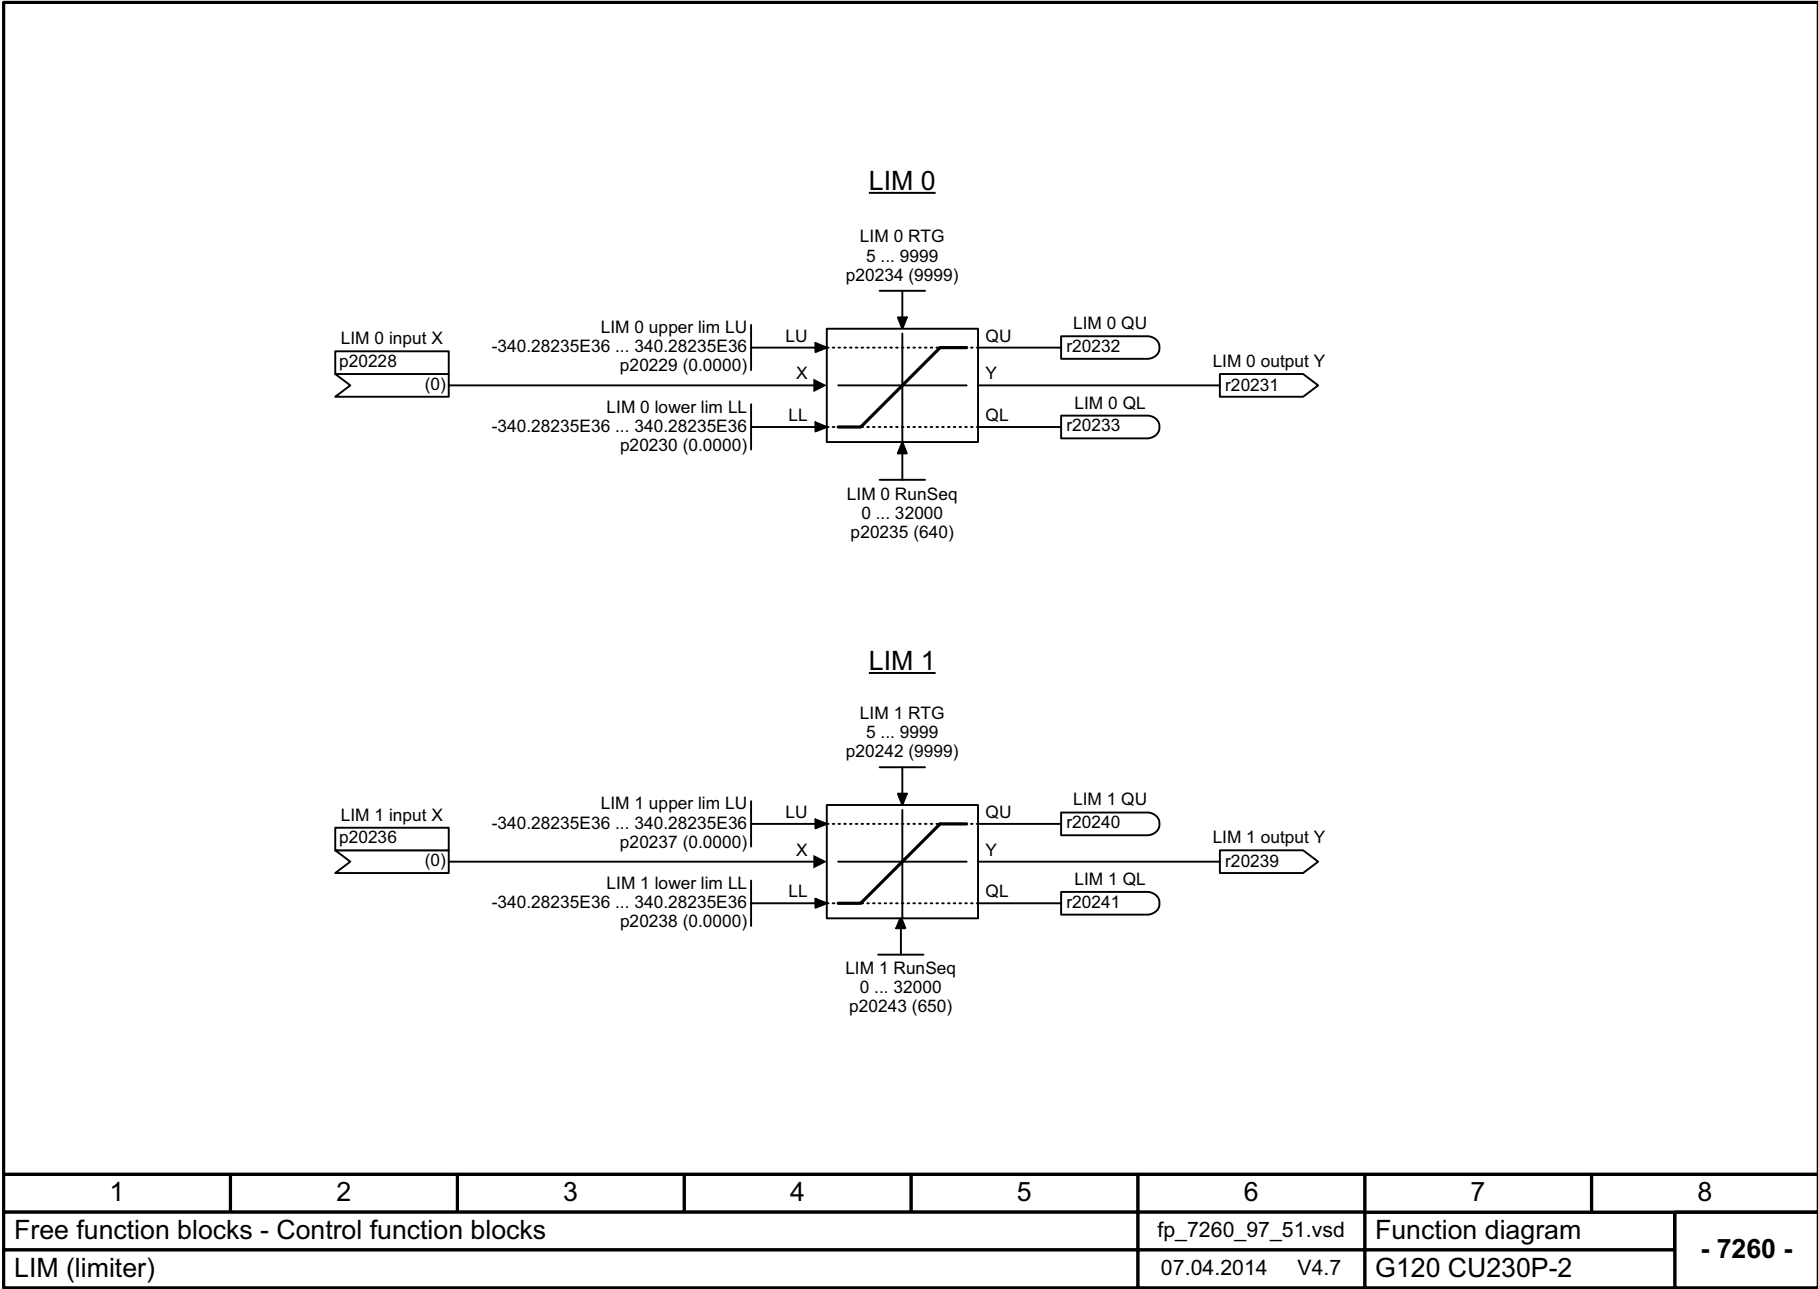 LIM 0
LIM 0 RTG
5 ... 9999
p20234 (9999)
LIM 0 input X
p20228
(0)
LIM 0 upper lim LU
-340.28235E36 ... 340.28235E36
p20229 (0.0000)
LIM 0 lower lim LL
-340.28235E36 ... 340.28235E36
p20230 (0.0000)
LU
X
LL
QU
Y
QL
LIM 0 QU
r20232
LIM 0 output Y
r20231
LIM 0 QL
r20233
LIM 0 RunSeq
0 ... 32000
p20235 (640)
LIM 1
LIM 1 RTG
5 ... 9999
p20242 (9999)
LIM 1 input X
p20236
(0)
LIM 1 upper lim LU
-340.28235E36 ... 340.28235E36
p20237 (0.0000)
LIM 1 lower lim LL
-340.28235E36 ... 340.28235E36
p20238 (0.0000)
LU
X
LL
QU
Y
QL
LIM 1 QU
r20240
LIM 1 output Y
r20239
LIM 1 QL
r20241
LIM 1 RunSeq
0 ... 32000
p20243 (650)
1 2 3 4 5 6 7 8
Free function blocks - Control function blocks fp_7260_97_51.vsd Function diagram
- 7260 -
LIM (limiter) 07.04.2014 V4.7 G120 CU230P-2